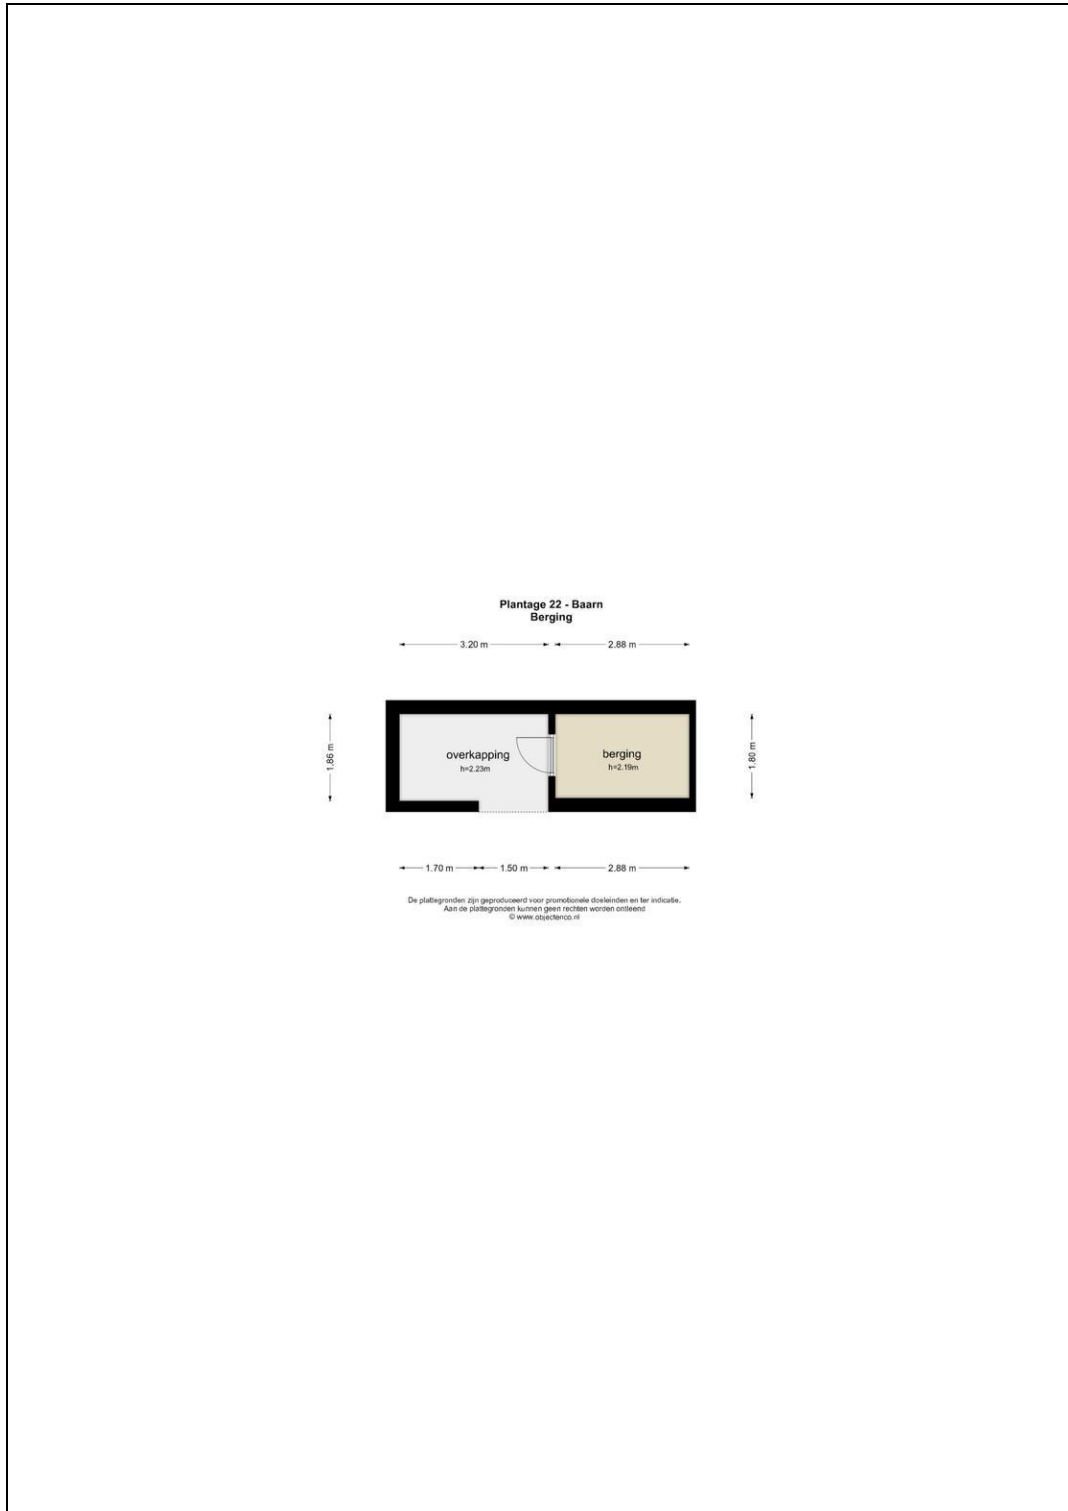 Plantage 22 - Baarn
Berging
3.20 m
2.88 m
1.86 m
overkapping
h=2.23m
berging
h=2.19m
1.80 m
1.70 m
1.50 m
2.88 m
De plattegronden zijn geproduceerd voor promotionele doeleinden en ter indicatie.
Aan de plattegronden kunnen geen rechten worden ontleend
© www.objectenco.nl